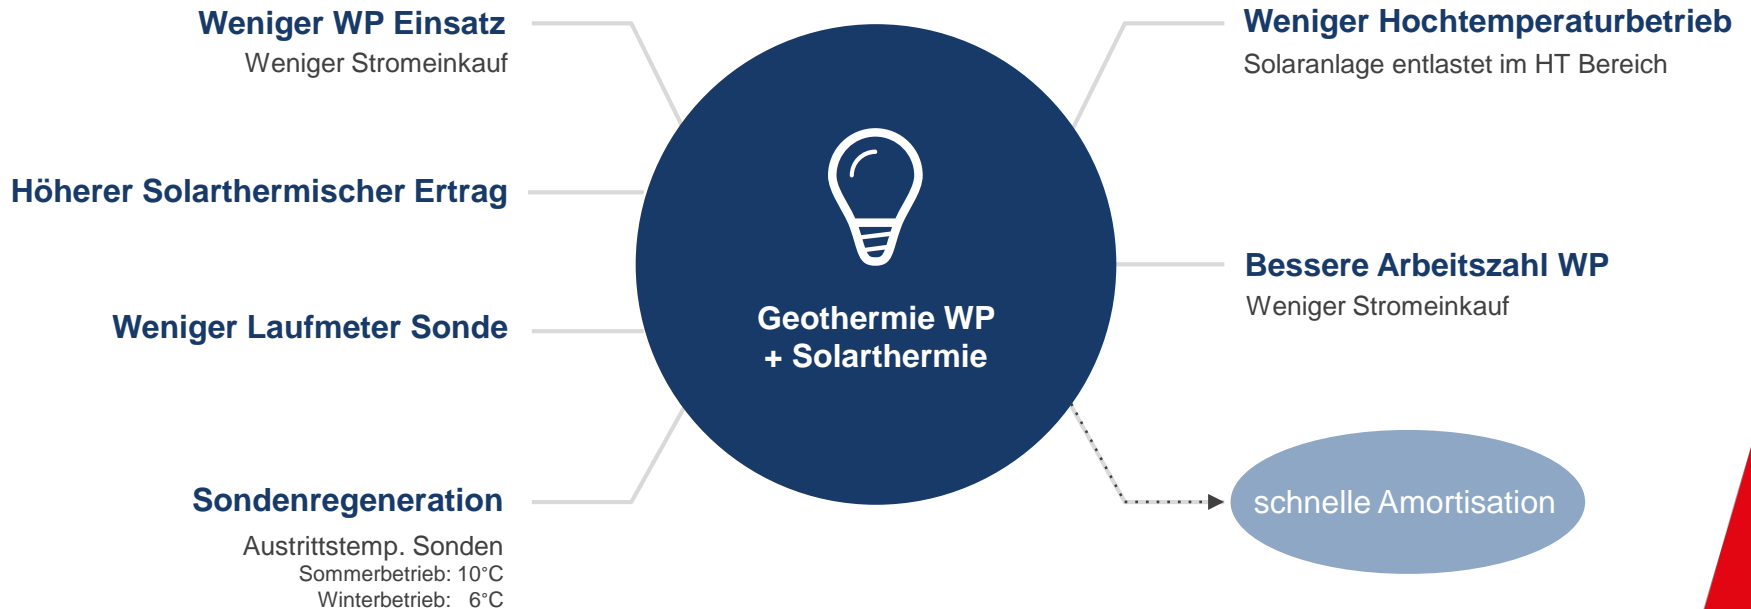 Weniger WP Einsatz
Weniger Stromeinkauf
Höherer Solarthermischer Ertrag
Weniger Laufmeter Sonde
Sondenregeneration
Austrittstemp. Sonden
Sommerbetrieb: 10°C
Winterbetrieb: 6°C
Geothermie WP
+ Solarthermie
Weniger Hochtemperaturbetrieb
Solaranlage entlastet im HT Bereich
Bessere Arbeitszahl WP
Weniger Stromeinkauf
schnelle Amortisation